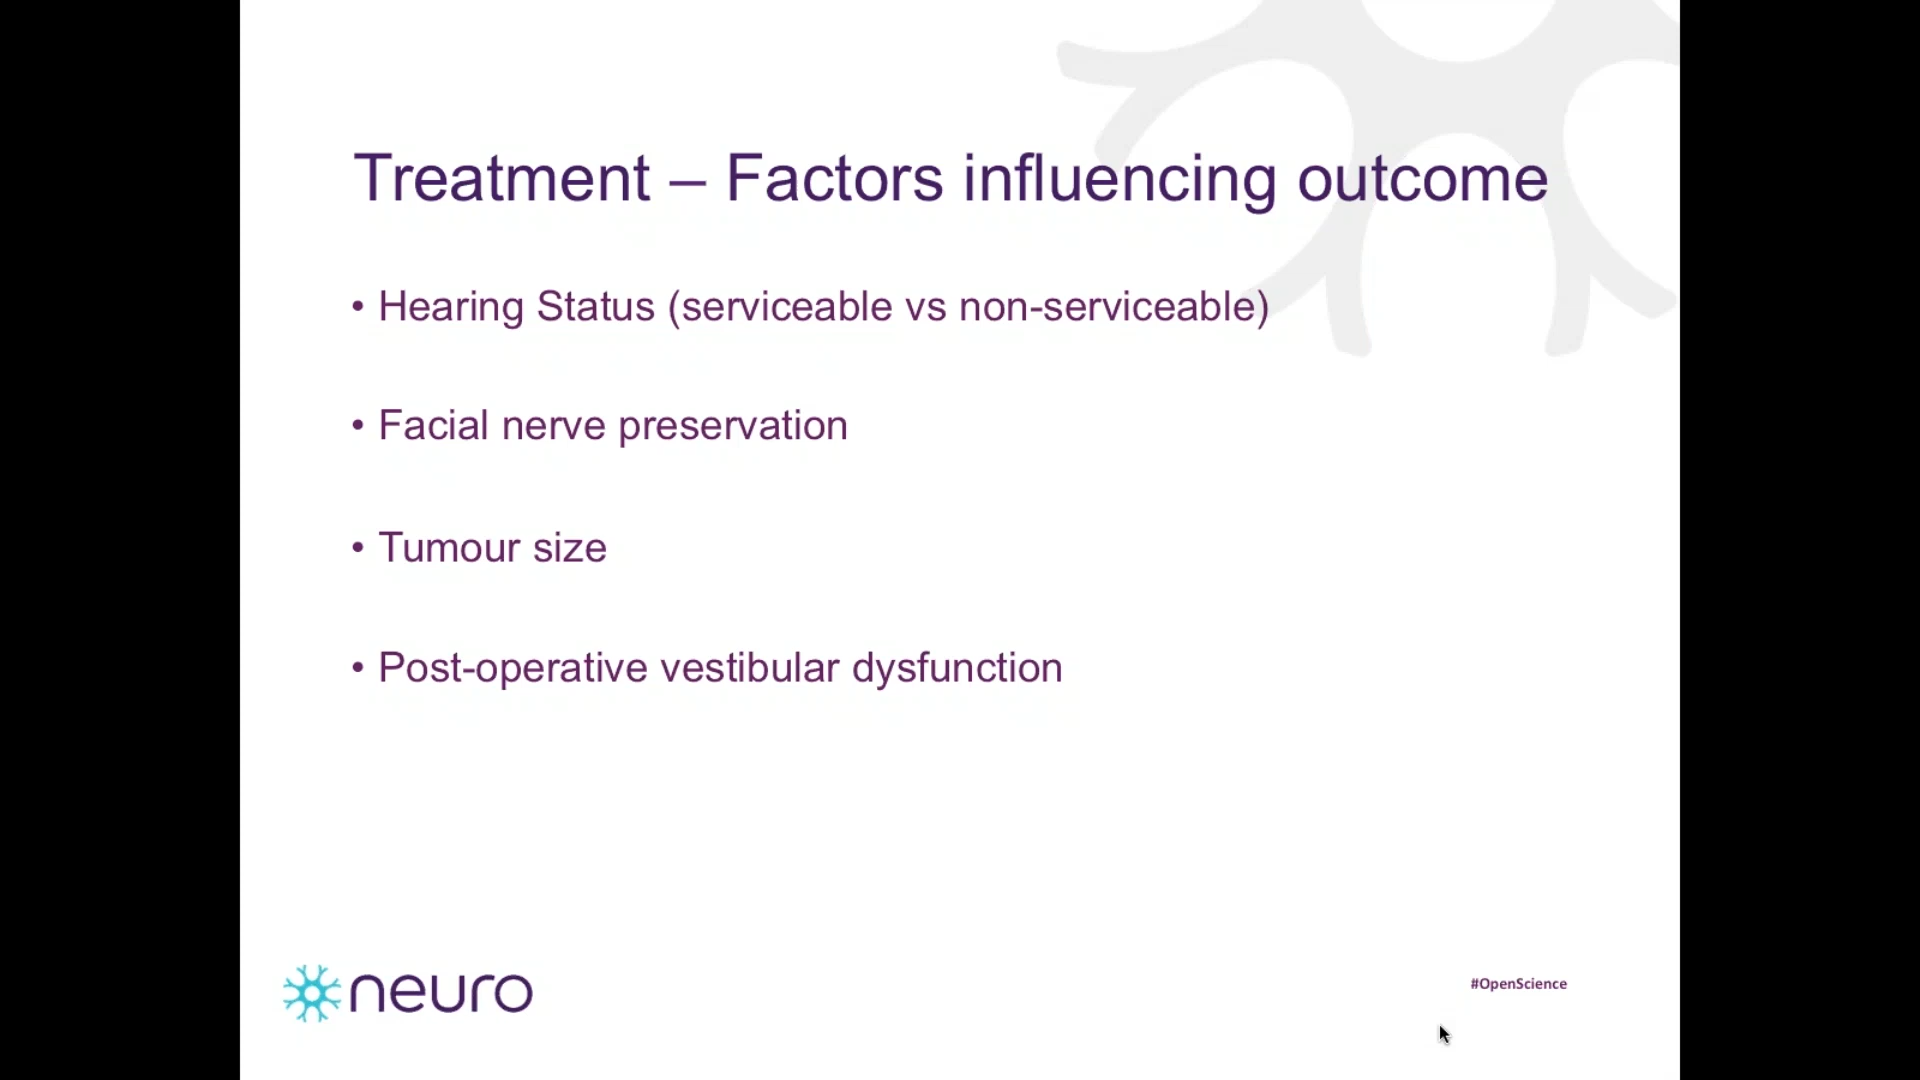 Treatment – Factors influencing outcome
• Hearing Status (serviceable vs non-serviceable)
• Facial nerve preservation
• Tumour size
• Post-operative vestibular dysfunction
neuro
#OpenScience